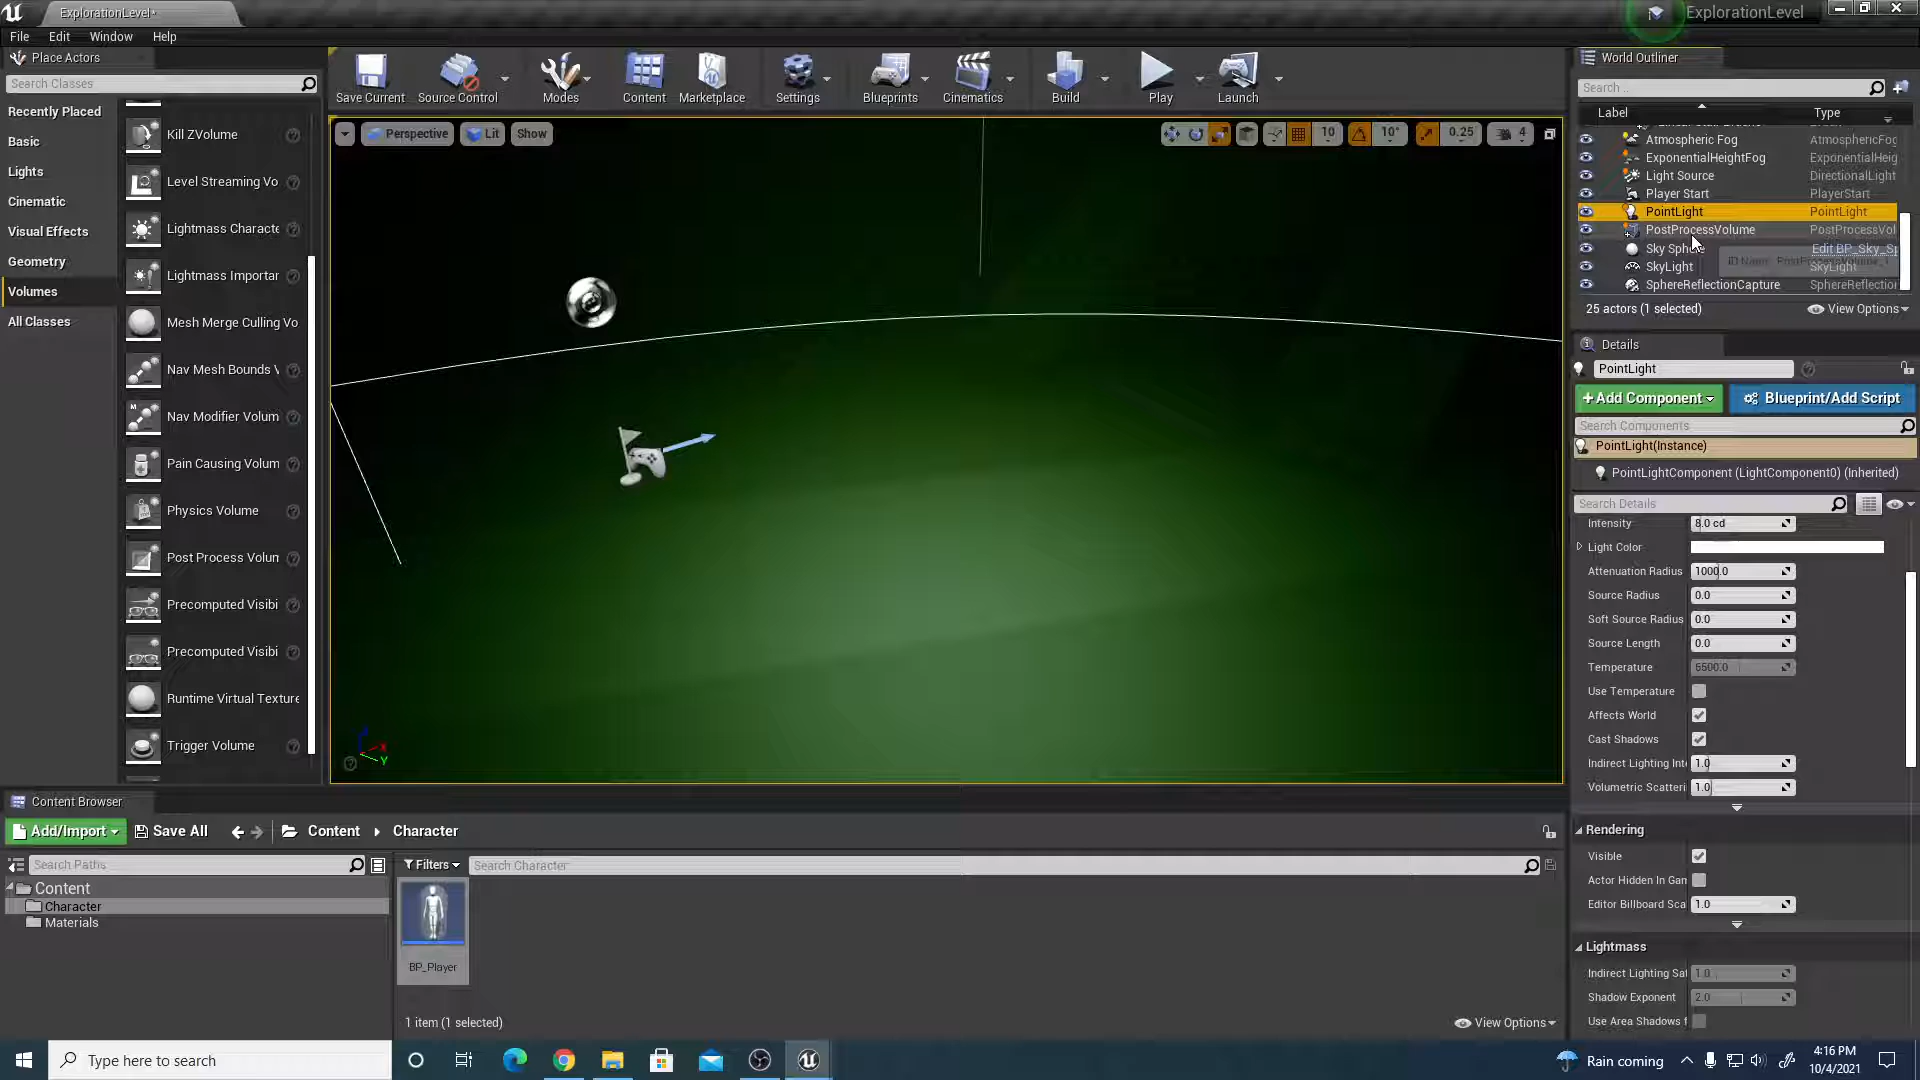 ExplorationLevel*
ExplorationLevel
File Edit Window Help
Place Actors
Search Classes
Recently Placed
Basic
Lights
Cinematic
Visual Effects
Geometry
Volumes
All Classes
Kill ZVolume
Level Streaming Vo
Lightmass Characte
Lightmass Importar
Mesh Merge Culling Vo
Nav Mesh Bounds V
Nav Modifier Volum
Pain Causing Volum
Physics Volume
Post Process Volum
Precomputed Visibi
Precomputed Visibi
Runtime Virtual Texture
Trigger Volume
Save Current
Source Control
Modes
Content
Marketplace
Settings
Blueprints
Cinematics
Build
Play
Launch
Perspective
Lit
Show
10
10°
0.25
4
X
Y
World Outliner
Search ..
Label Type
Atmospheric Fog AtmosphericFog
ExponentialHeightFog ExponentialHeig
Light Source DirectionalLight
Player Start PlayerStart
PointLight PointLight
PostProcessVolume PostProcessVol
Sky Sphere Edit BP_Sky_Sp
SkyLight SkyLight
SphereReflectionCapture SphereReflection
25 actors (1 selected)
View Options
Details
PointLight
+Add Component
Blueprint/Add Script
Search Components
PointLight(Instance)
PointLightComponent (LightComponent0) (Inherited)
Search Details
Intensity 8.0 cd
Light Color
Attenuation Radius 1000.0
Source Radius 0.0
Soft Source Radius 0.0
Source Length 0.0
Temperature 6500.0
Use Temperature
Affects World
Cast Shadows
Indirect Lighting Inte 1.0
Volumetric Scatteri 1.0
Rendering
Visible
Actor Hidden In Gam
Editor Billboard Sca 1.0
Lightmass
Indirect Lighting Sat 1.0
Shadow Exponent 2.0
Use Area Shadows f
Content Browser
Add/Import
Save All
Content
Character
Search Paths
Filters
Search Character
Content
Character
Materials
BP_Player
1 item (1 selected)
View Options
Type here to search
Rain coming
4:16 PM
10/4/2021